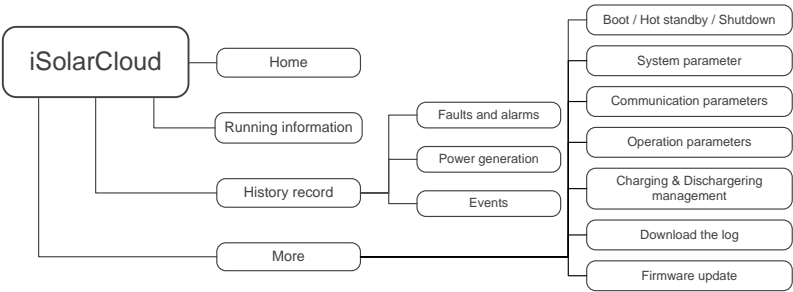 iSolarCloud
Home
Running information
History record
More
Faults and alarms
Power generation
Events
Boot / Hot standby / Shutdown
System parameter
Communication parameters
Operation parameters
Charging & Dischargering
management
Download the log
Firmware update